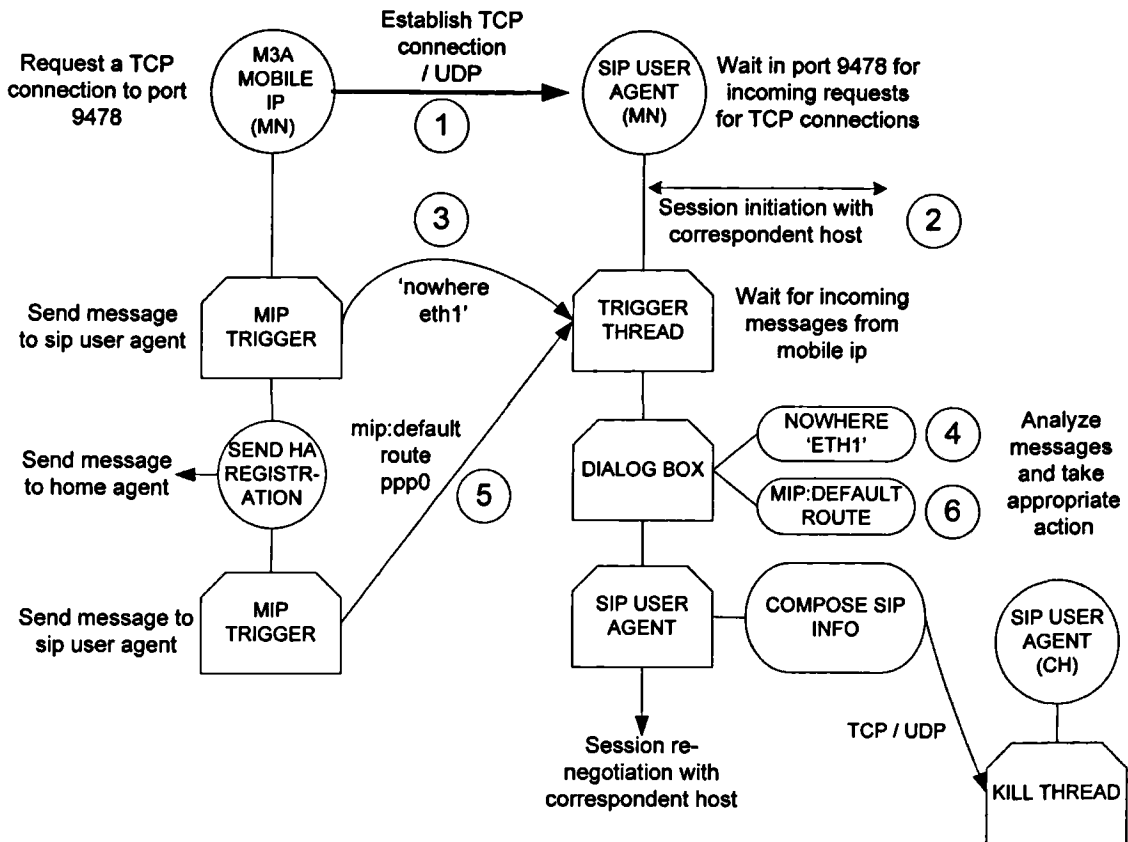 Request a TCP
connection to port
9478
M3A
MOBILE
IP
(MN)
Establish TCP
connection
/ UDP
1
SIP USER
AGENT
(MN)
Wait in port 9478 for
incoming requests
for TCP connections
Session initiation with
correspondent host
2
3
'nowhere
eth1'
Send message
to sip user agent
MIP
TRIGGER
TRIGGER
THREAD
Wait for incoming
messages from
mobile ip
Send message
to home agent
SEND HA
REGISTR-
ATION
mip:default
route
ppp0
5
DIALOG BOX
NOWHERE
'ETH1'
4
MIP:DEFAULT
ROUTE
6
Analyze
messages
and take
appropriate
action
Send message to
sip user agent
MIP
TRIGGER
SIP USER
AGENT
COMPOSE SIP
INFO
SIP USER
AGENT
(CH)
TCP / UDP
Session re-
negotiation with
correspondent host
KILL THREAD